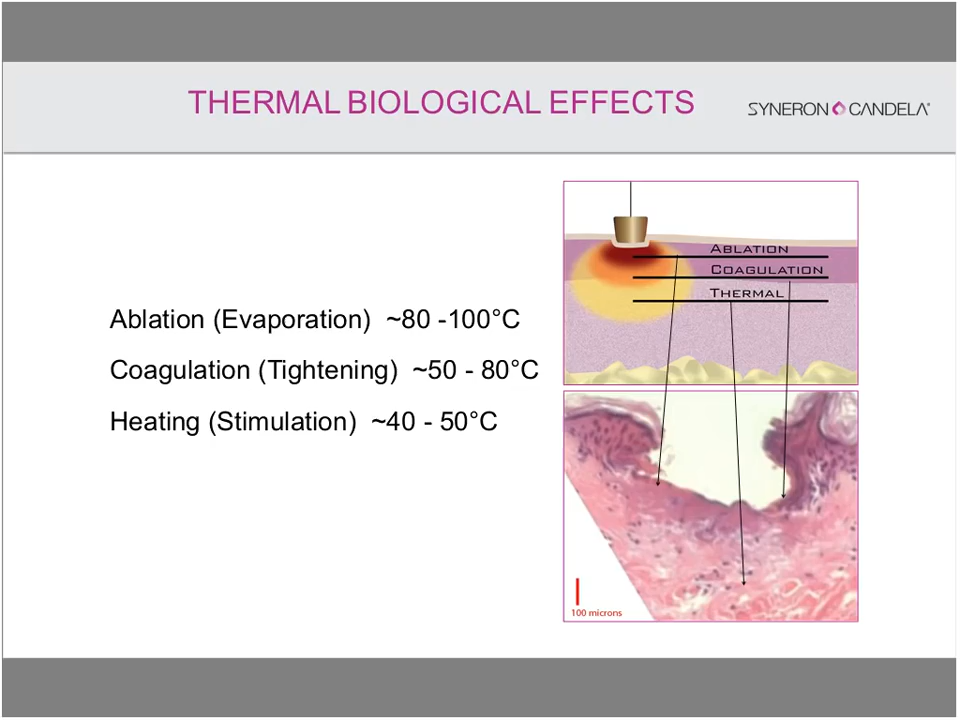 THERMAL BIOLOGICAL EFFECTS
SYNERON CANDELA®
Ablation (Evaporation) ~80 -100°C
Coagulation (Tightening) ~50 - 80°C
Heating (Stimulation) ~40 - 50°C
ABLATION
COAGULATION
THERMAL
100 microns